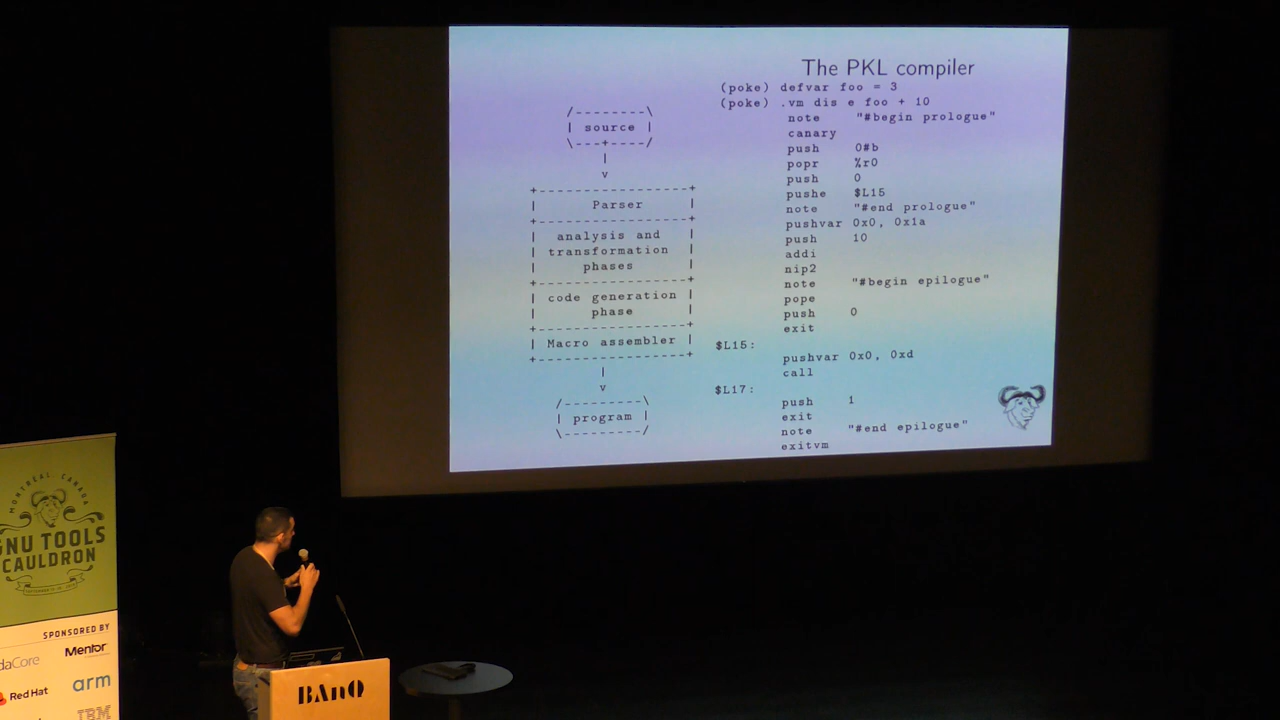 The PKL compiler
/--------\
| source |
\---+----/
|
v
+-----------------+
| Parser |
+-----------------+
| analysis and |
| transformation |
| phases |
+-----------------+
| code generation |
| phase |
+-----------------+
| Macro assembler |
+-----------------+
|
v
/---------\
| program |
\---------/
(poke) defvar foo = 3
(poke) .vm dis e foo + 10
note "#begin prologue"
canary
push 0#b
popr %r0
push 0
pushe $L15
note "#end prologue"
pushvar 0x0, 0x1a
push 10
addi
nip2
note "#begin epilogue"
pope
push 0
exit
$L15:
pushvar 0x0, 0xd
call
$L17:
push 1
exit
note "#end epilogue"
exitvm
MONTRÉAL, CANADA
GNU TOOLS
CAULDRON
SPONSORED BY
daCore
Mentor
Red Hat
arm
IBM
BAnQ